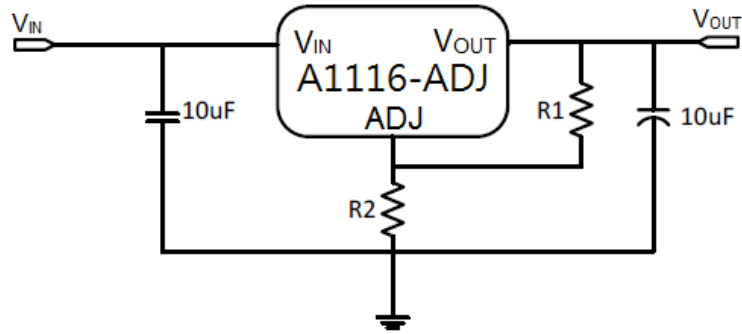 VIN
VOUT
VIN VOUT
A1116-ADJ
ADJ
10uF
R1
10uF
R2